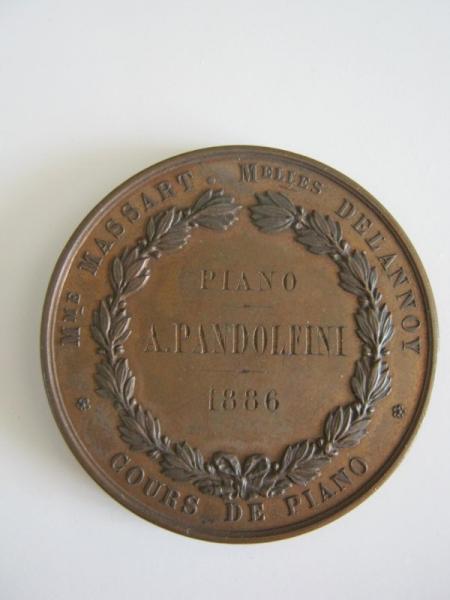 Mme MASSART - Melles DELANNOY
PIANO
A. PANDOLFINI
1886
COURS DE PIANO